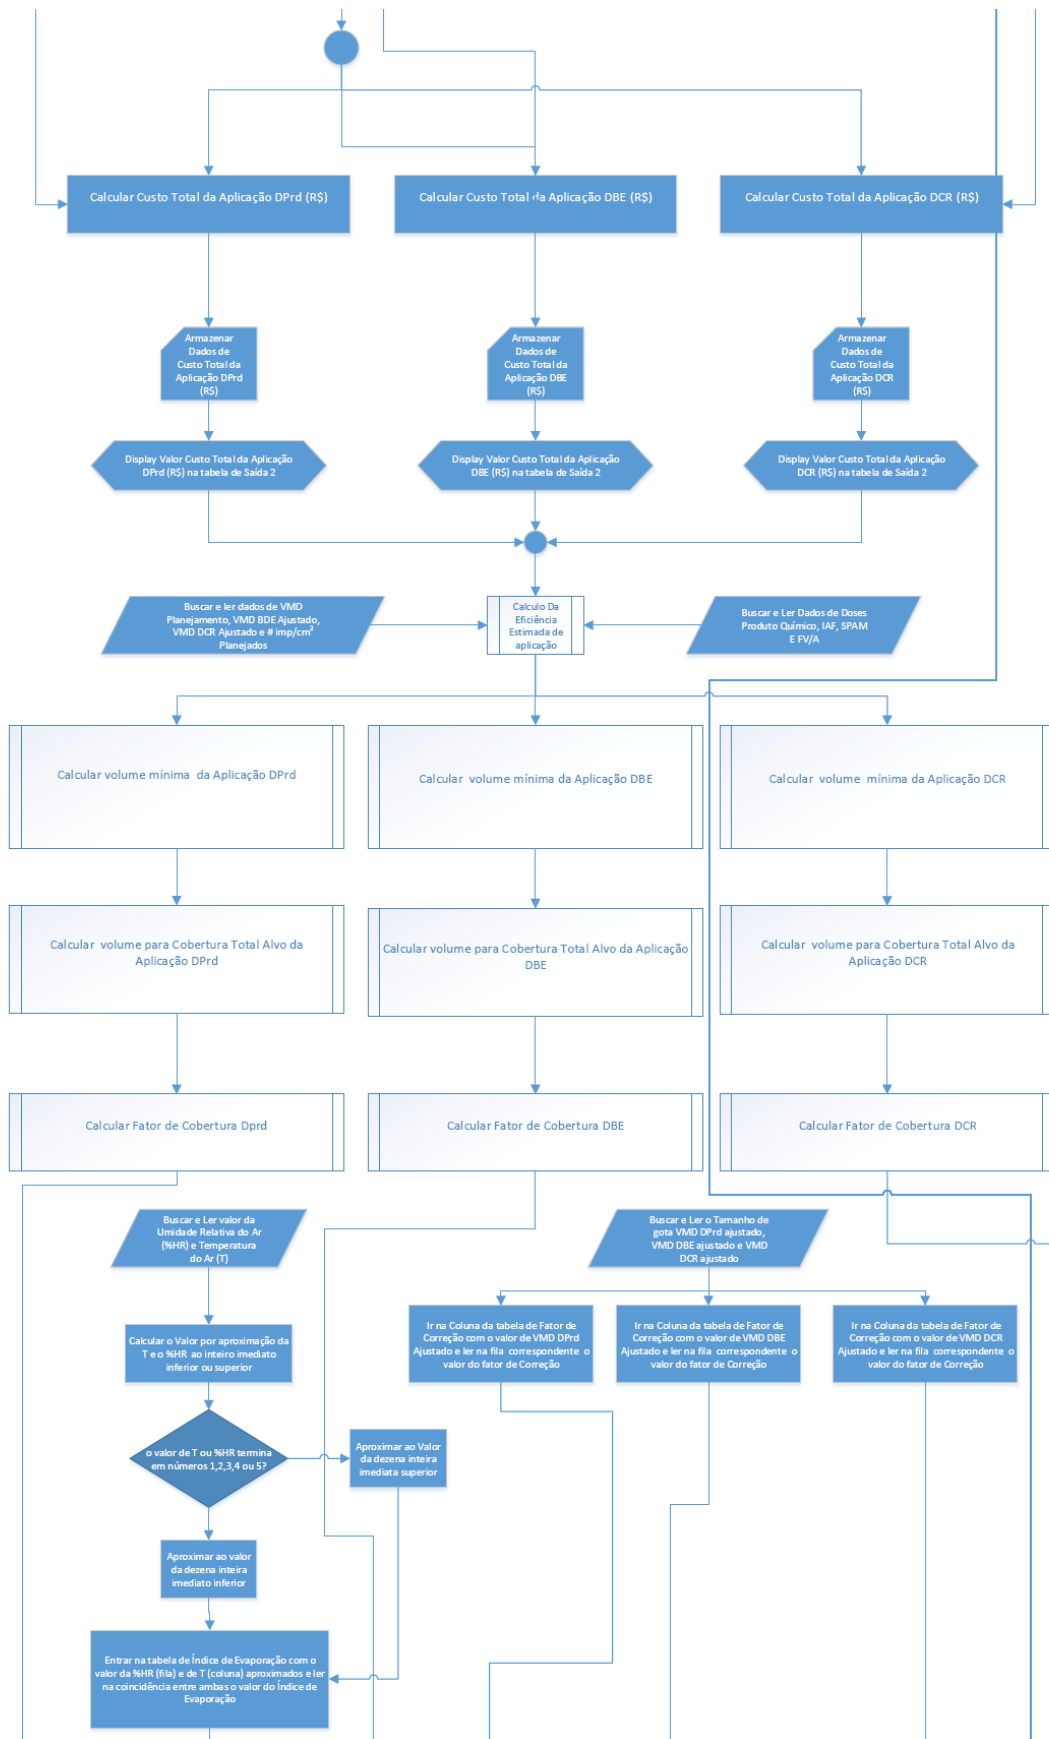 Calcular Custo Total da Aplicação DPrd (R$)
Calcular Custo Total da Aplicação DBE (R$)
Calcular Custo Total da Aplicação DCR (R$)
Armazenar
Dados de
Custo Total da
Aplicação DPrd
(R$)
Armazenar
Dados de
Custo Total da
Aplicação DBE
(R$)
Armazenar
Dados de
Custo Total da
Aplicação DCR
(R$)
Display Valor Custo Total da Aplicação
DPrd (R$) na tabela de Saída 2
Display Valor Custo Total da Aplicação
DBE (R$) na tabela de Saída 2
Display Valor Custo Total da Aplicação
DCR (R$) na tabela de Saída 2
Buscar e ler dados de VMD
Planejamento, VMD BDE Ajustado,
VMD DCR Ajustado e # imp/cm²
Planejados
Calculo Da
Eficiência
Estimada de
aplicação
Buscar e Ler Dados de Doses
Produto Químico, IAF, SPAM
E FV/A
Calcular volume mínima da Aplicação DPrd
Calcular volume mínima da Aplicação DBE
Calcular volume mínima da Aplicação DCR
Calcular volume para Cobertura Total Alvo da
Aplicação DPrd
Calcular volume para Cobertura Total Alvo da Aplicação
DBE
Calcular volume para Cobertura Total Alvo da
Aplicação DCR
Calcular Fator de Cobertura Dprd
Calcular Fator de Cobertura DBE
Calcular Fator de Cobertura DCR
Buscar e Ler valor da
Umidade Relativa do Ar
(%HR) e Temperatura
do Ar (T)
Buscar e Ler o Tamanho de
gota VMD DPrd ajustado,
VMD DBE ajustado e VMD
DCR ajustado
Calcular o Valor por aproximação da
T e o %HR ao inteiro imediato
inferior ou superior
Ir na Coluna da tabela de Fator de
Correção com o valor de VMD DPrd
Ajustado e ler na fila correspondente o
valor do fator de Correção
Ir na Coluna da tabela de Fator de
Correção com o valor de VMD DBE
Ajustado e ler na fila correspondente o
valor do fator de Correção
Ir na Coluna da tabela de Fator de
Correção com o valor de VMD DCR
Ajustado e ler na fila correspondente o
valor do fator de Correção
o valor de T ou %HR termina
em números 1,2,3,4 ou 5?
Aproximar ao Valor
da dezena inteira
imediata superior
Aproximar ao valor
da dezena inteira
imediato inferior
Entrar na tabela de Índice de Evaporação com o
valor da %HR (fila) e de T (coluna) aproximados e ler
na coincidência entre ambas o valor do Índice de
Evaporação